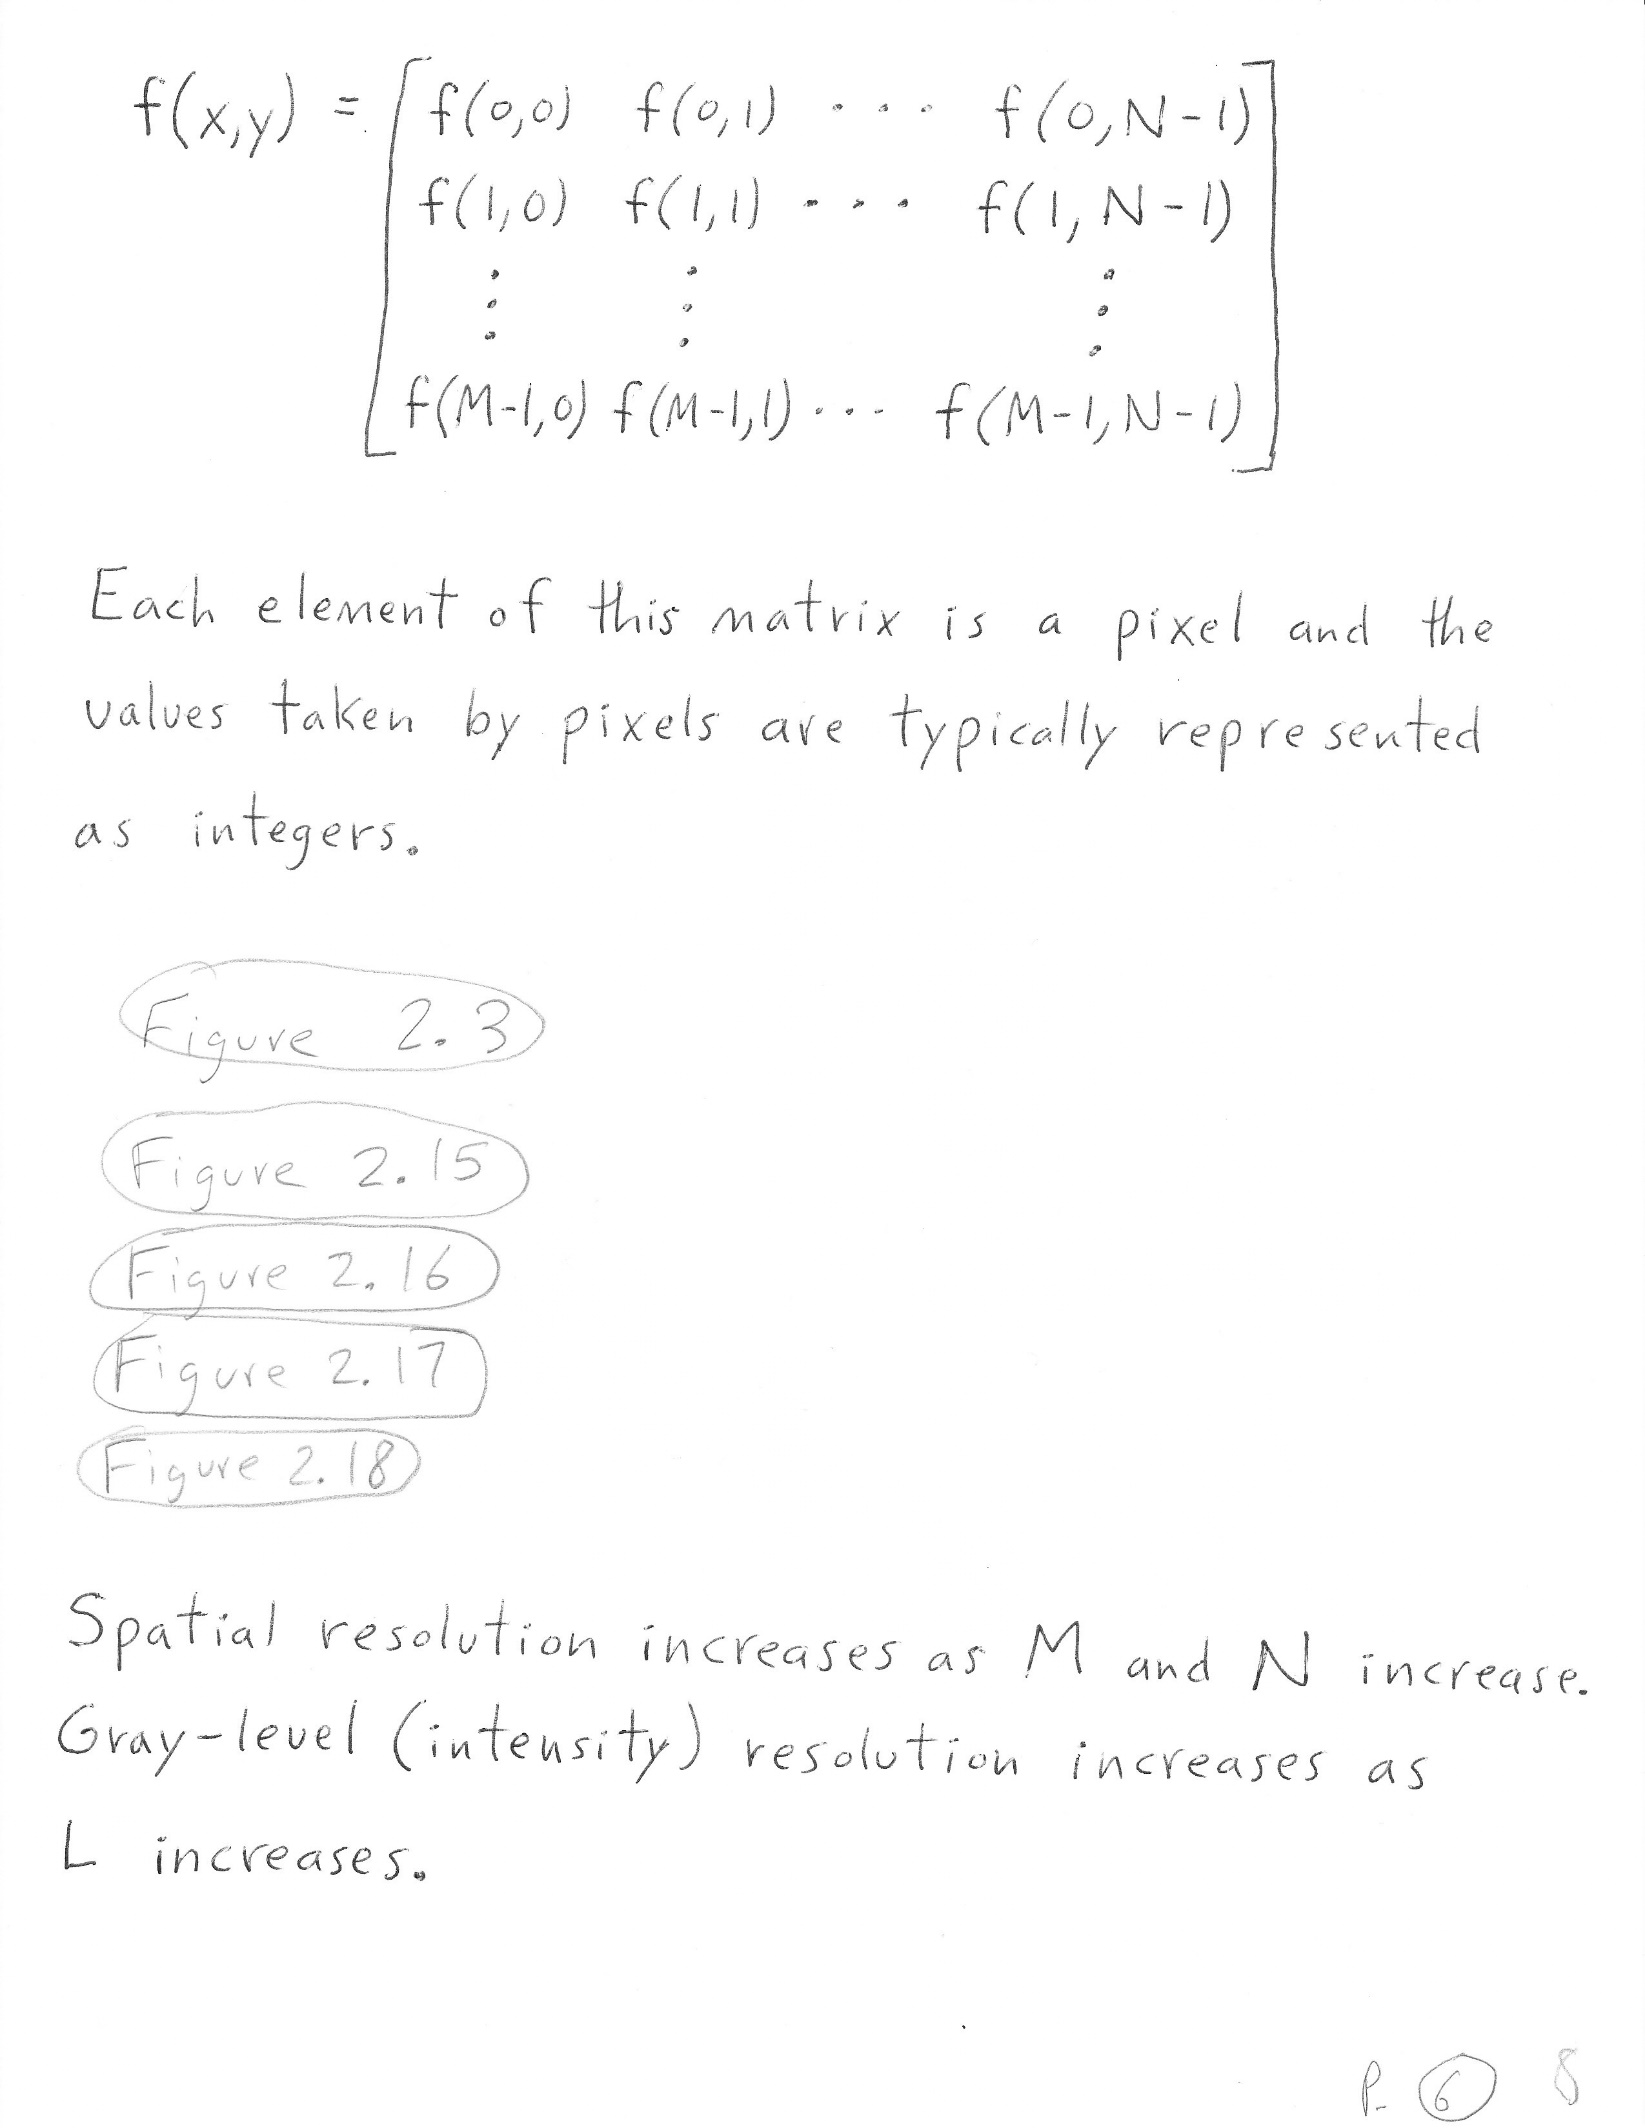 f(x,y) = [ f(0,0) f(0,1) ... f(0,N-1)
f(1,0) f(1,1) ... f(1,N-1)
⋮ ⋮ ⋮
f(M-1,0) f(M-1,1) ... f(M-1,N-1) ]
Each element of this matrix is a pixel and the
values taken by pixels are typically represented
as integers.
Figure 2.3
Figure 2.15
Figure 2.16
Figure 2.17
Figure 2.18
Spatial resolution increases as M and N increase.
Gray-level (intensity) resolution increases as
L increases.
P. 6 8